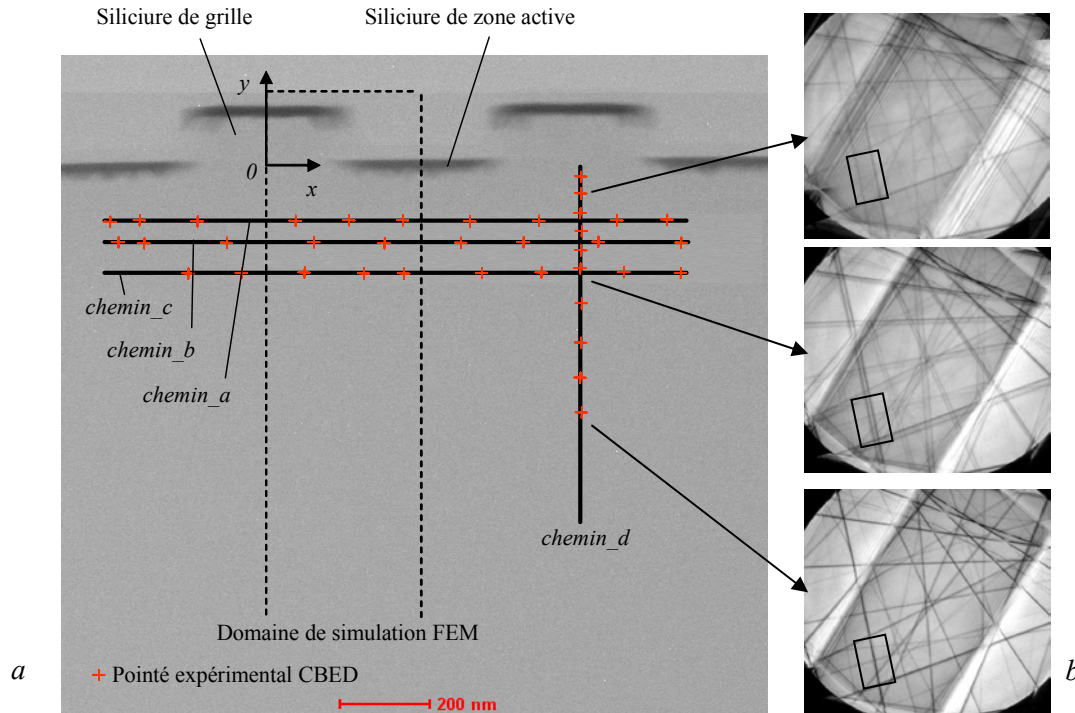 Siliciure de grille
Siliciure de zone active
y
0
x
chemin_c
chemin_b
chemin_a
chemin_d
Domaine de simulation FEM
a
+ Pointé expérimental CBED
200 nm
b